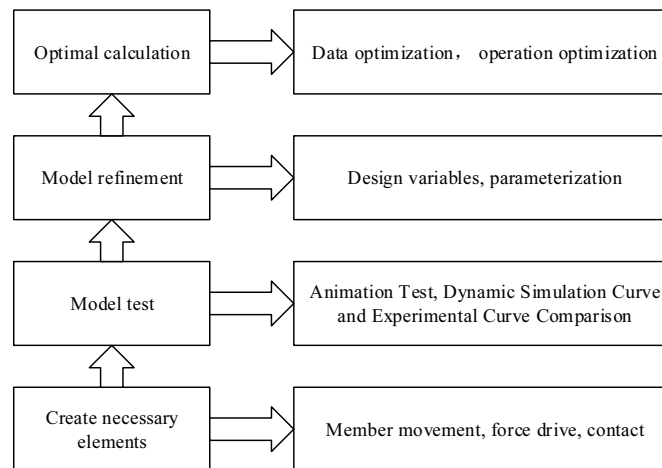 Optimal calculation
Data optimization， operation optimization
Model refinement
Design variables, parameterization
Model test
Animation Test, Dynamic Simulation Curve
and Experimental Curve Comparison
Create necessary
elements
Member movement, force drive, contact